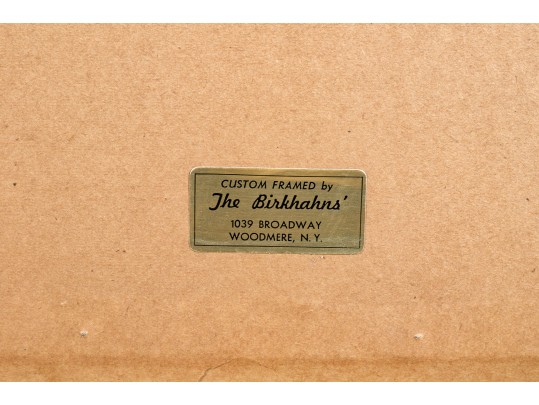 CUSTOM FRAMED by
The Birkhahns'
1039 BROADWAY
WOODMERE, N.Y.